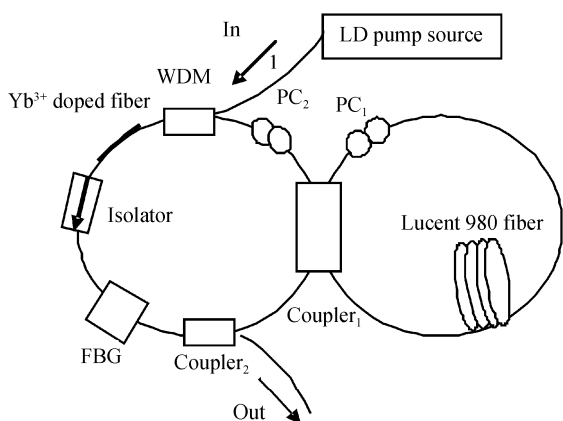 In
LD pump source
1
WDM
PC₂
PC₁
Yb³⁺ doped fiber
Isolator
Lucent 980 fiber
Coupler₁
FBG
Coupler₂
Out